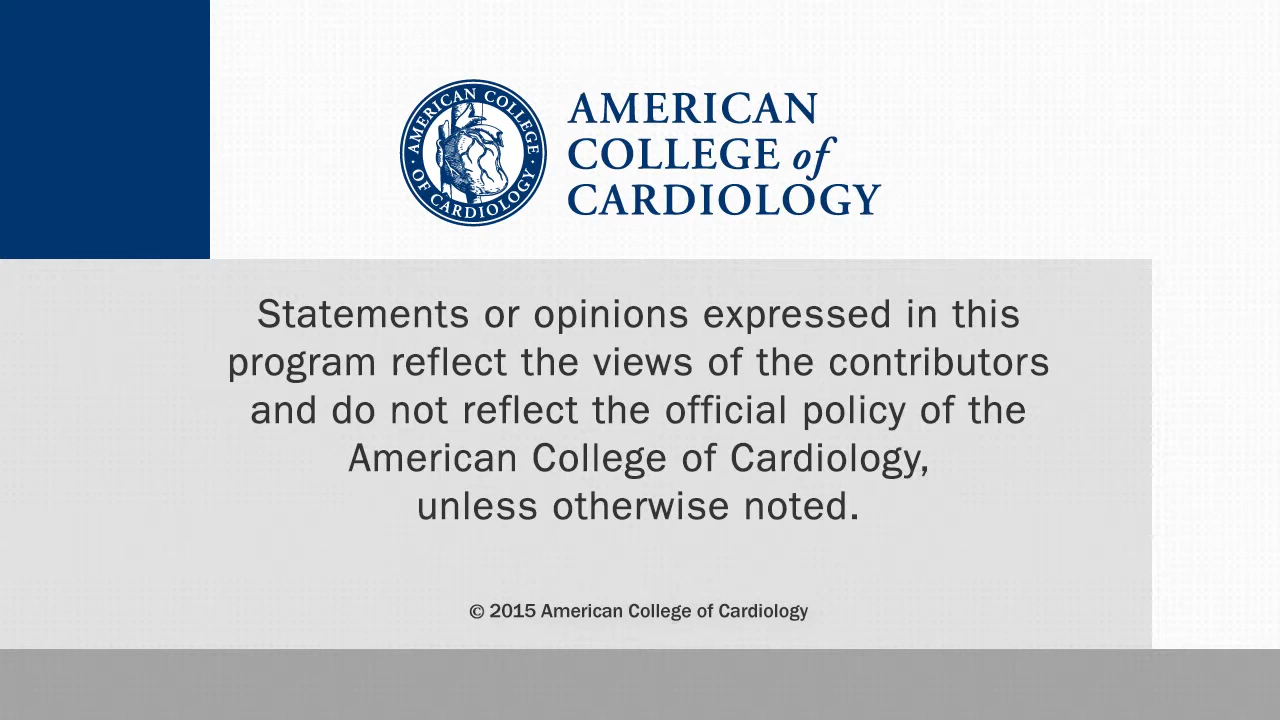 AMERICAN COLLEGE
OF CARDIOLOGY
AMERICAN
COLLEGE of
CARDIOLOGY
Statements or opinions expressed in this
program reflect the views of the contributors
and do not reflect the official policy of the
American College of Cardiology,
unless otherwise noted.
© 2015 American College of Cardiology